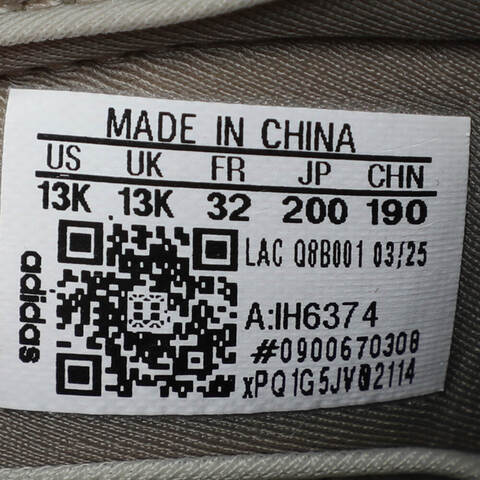 MADE IN CHINA
US UK FR JP CHN
13K 13K 32 200 190
adidas
LAC Q8B001 03/25
A:IH6374
#0900670308